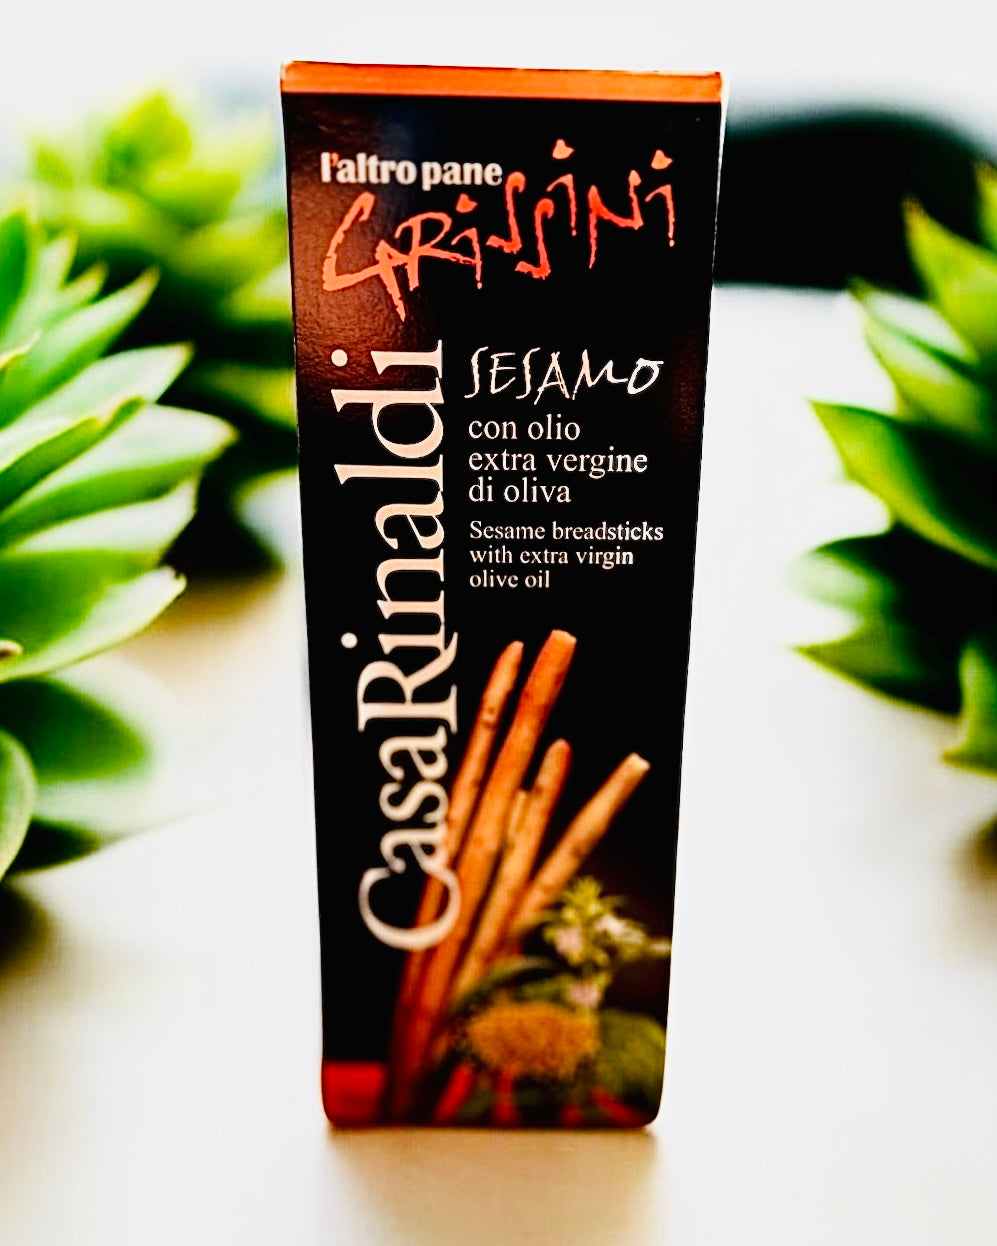 l'altro pane
GRiSSiNi
CasaRinaldi
SESAMO
con olio
extra vergine
di oliva
Sesame breadsticks
with extra virgin
olive oil